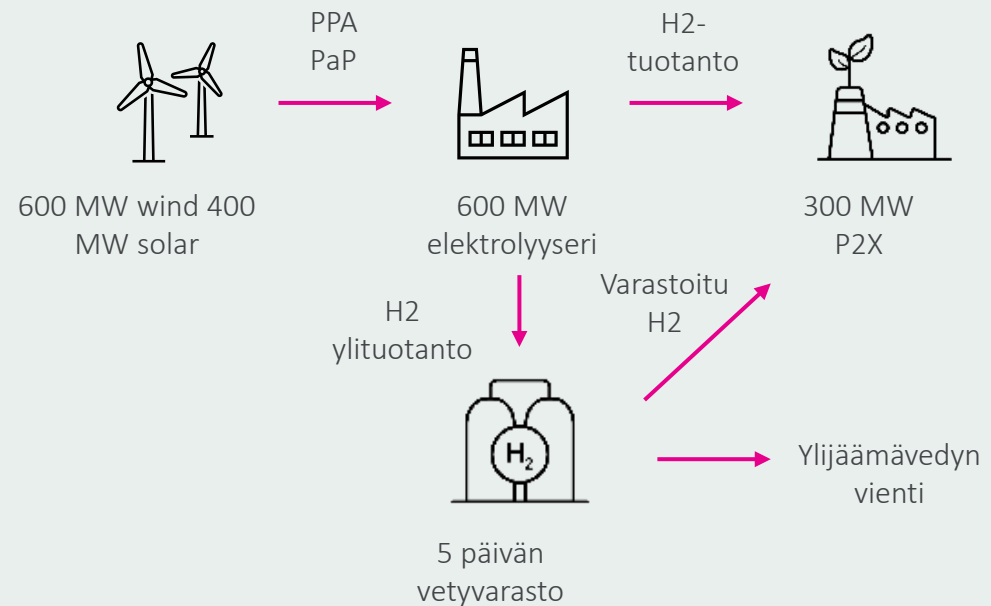 PPA
PaP
H2-
tuotanto
600 MW wind 400
MW solar
600 MW
elektrolyyseri
300 MW
P2X
H2
ylituotanto
Varastoitu
H2
H₂
Ylijäämävedyn
vienti
5 päivän
vetyvarasto